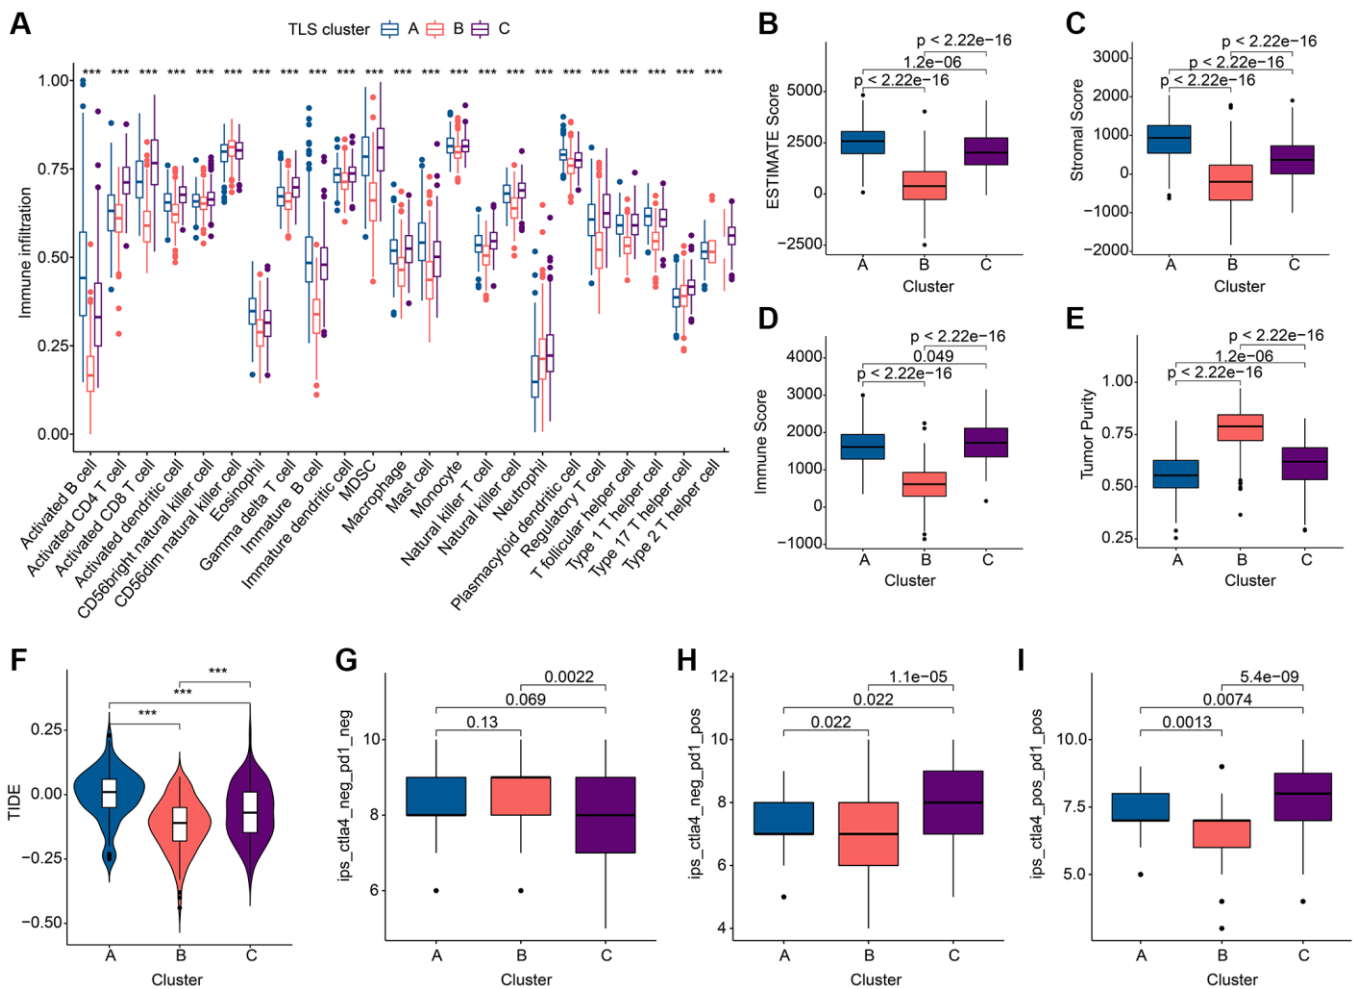 A
TLS cluster A B C
Immune infiltration
1.00
0.75
0.50
0.25
0.00
*** *** *** *** *** *** *** *** *** *** *** *** *** *** *** *** *** *** *** *** *** *** ***
Activated B cell
Activated CD4 T cell
Activated CD8 T cell
Activated dendritic cell
CD56bright natural killer cell
CD56dim natural killer cell
Eosinophil
Gamma delta T cell
Immature B cell
Immature dendritic cell
MDSC
Macrophage
Mast cell
Monocyte
Natural killer T cell
Natural killer cell
Neutrophil
Plasmacytoid dendritic cell
Regulatory T cell
T follicular helper cell
Type 1 T helper cell
Type 17 T helper cell
Type 2 T helper cell
B
p < 2.22e−16
1.2e−06
p < 2.22e−16
ESTIMATE Score
5000
2500
0
−2500
A B C
Cluster
C
p < 2.22e−16
p < 2.22e−16
p < 2.22e−16
Stromal Score
3000
2000
1000
0
−1000
−2000
A B C
Cluster
D
p < 2.22e−16
0.049
p < 2.22e−16
Immune Score
4000
3000
2000
1000
0
−1000
A B C
Cluster
E
p < 2.22e−16
1.2e−06
p < 2.22e−16
Tumor Purity
1.00
0.75
0.50
0.25
A B C
Cluster
F
***
***
***
TIDE
0.25
0.00
−0.25
−0.50
A B C
Cluster
G
0.0022
0.069
0.13
ips_ctla4_neg_pd1_neg
10
8
6
A B C
Cluster
H
1.1e−05
0.022
0.022
ips_ctla4_neg_pd1_pos
12
10
8
6
4
A B C
Cluster
I
5.4e−09
0.0074
0.0013
ips_ctla4_pos_pd1_pos
10.0
7.5
5.0
A B C
Cluster